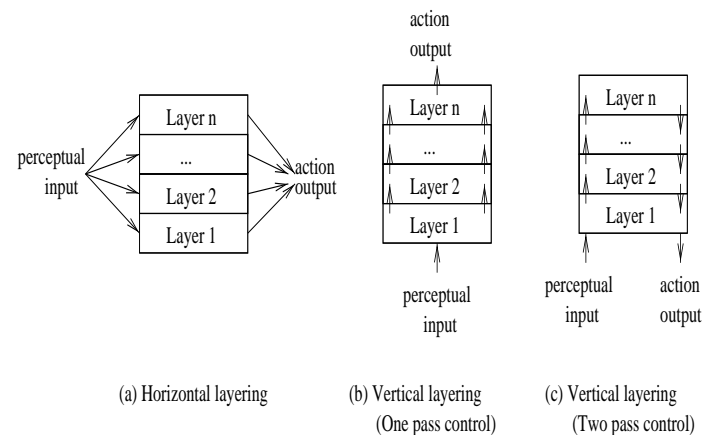 perceptual
input
Layer n
...
Layer 2
Layer 1
action
output
(a) Horizontal layering
action
output
Layer n
...
Layer 2
Layer 1
perceptual
input
(b) Vertical layering
(One pass control)
Layer n
...
Layer 2
Layer 1
perceptual
input
action
output
(c) Vertical layering
(Two pass control)